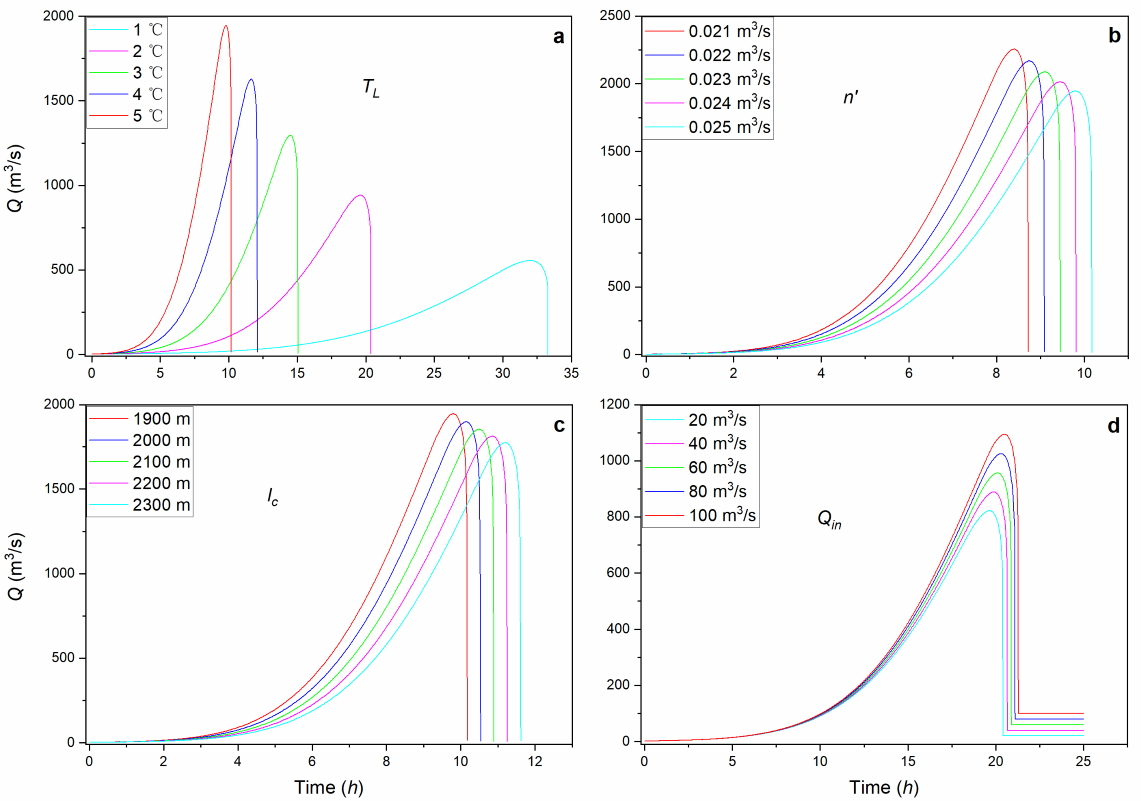 a
1 ℃
2 ℃
3 ℃
4 ℃
5 ℃
T_L
Q (m³/s)
2000
1500
1000
500
0
0 5 10 15 20 25 30 35
b
0.021 m³/s
0.022 m³/s
0.023 m³/s
0.024 m³/s
0.025 m³/s
n'
2500
2000
1500
1000
500
0
0 2 4 6 8 10
c
1900 m
2000 m
2100 m
2200 m
2300 m
l_c
Q (m³/s)
2000
1500
1000
500
0
0 2 4 6 8 10 12
Time (h)
d
20 m³/s
40 m³/s
60 m³/s
80 m³/s
100 m³/s
Q_in
1200
1000
800
600
400
200
0
0 5 10 15 20 25
Time (h)